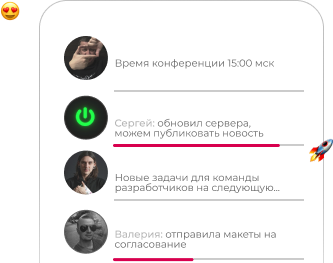 Время конференции 15:00 мск
Сергей: обновил сервера,
можем публиковать новость
Новые задачи для команды
разработчиков на следующую...
Валерия: отправила макеты на
согласование